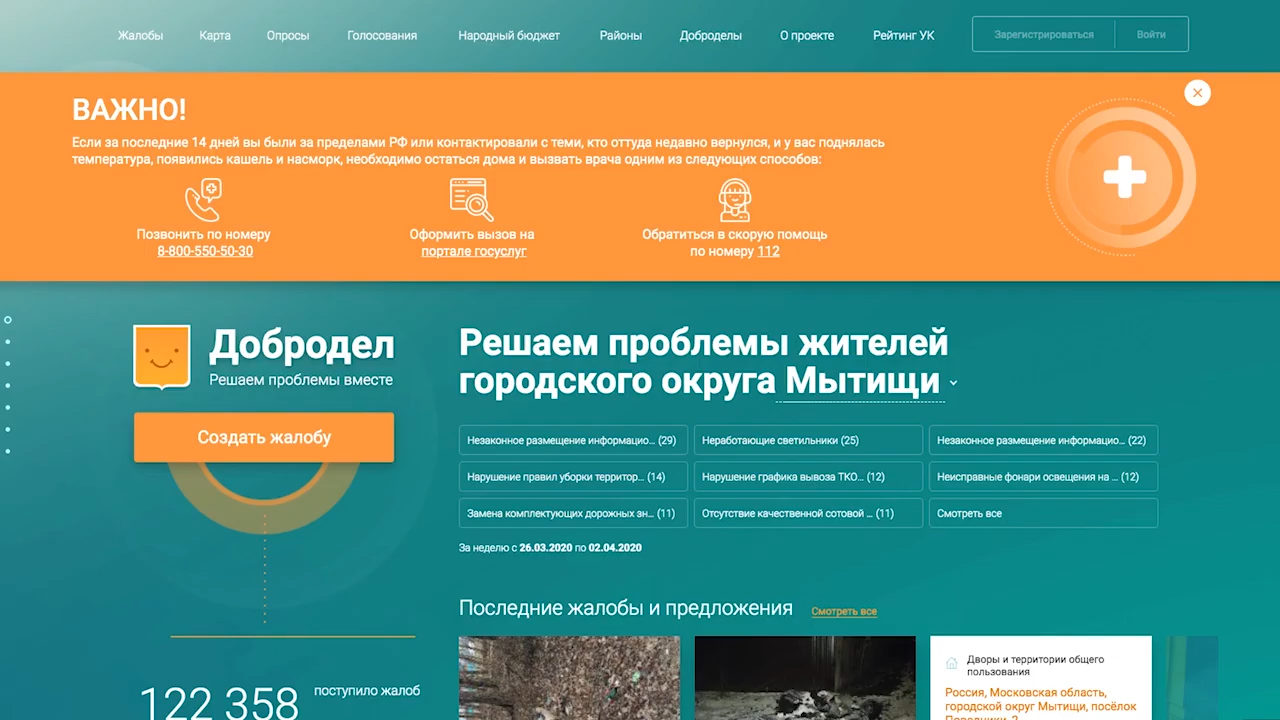 Жалобы Карта Опросы Голосования Народный бюджет Районы Доброделы О проекте Рейтинг УК Зарегистрироваться Войти
ВАЖНО!
Если за последние 14 дней вы были за пределами РФ или контактировали с теми, кто оттуда недавно вернулся, и у вас поднялась
температура, появились кашель и насморк, необходимо остаться дома и вызвать врача одним из следующих способов:
Позвонить по номеру
8-800-550-50-30
Оформить вызов на
портале госуслуг
Обратиться в скорую помощь
по номеру 112
Добродел
Решаем проблемы вместе
Создать жалобу
Решаем проблемы жителей
городского округа Мытищи
Незаконное размещение информацио... (29)
Неработающие светильники (25)
Незаконное размещение информацио... (22)
Нарушение правил уборки территор... (14)
Нарушение графика вывоза ТКО... (12)
Неисправные фонари освещения на ... (12)
Замена комплектующих дорожных зн... (11)
Отсутствие качественной сотовой ... (11)
Смотреть все
За неделю с 26.03.2020 по 02.04.2020
Последние жалобы и предложения Смотреть все
122 358 поступило жалоб
Дворы и территории общего
пользования
Россия, Московская область,
городской округ Мытищи, посёлок
Поведники, 2